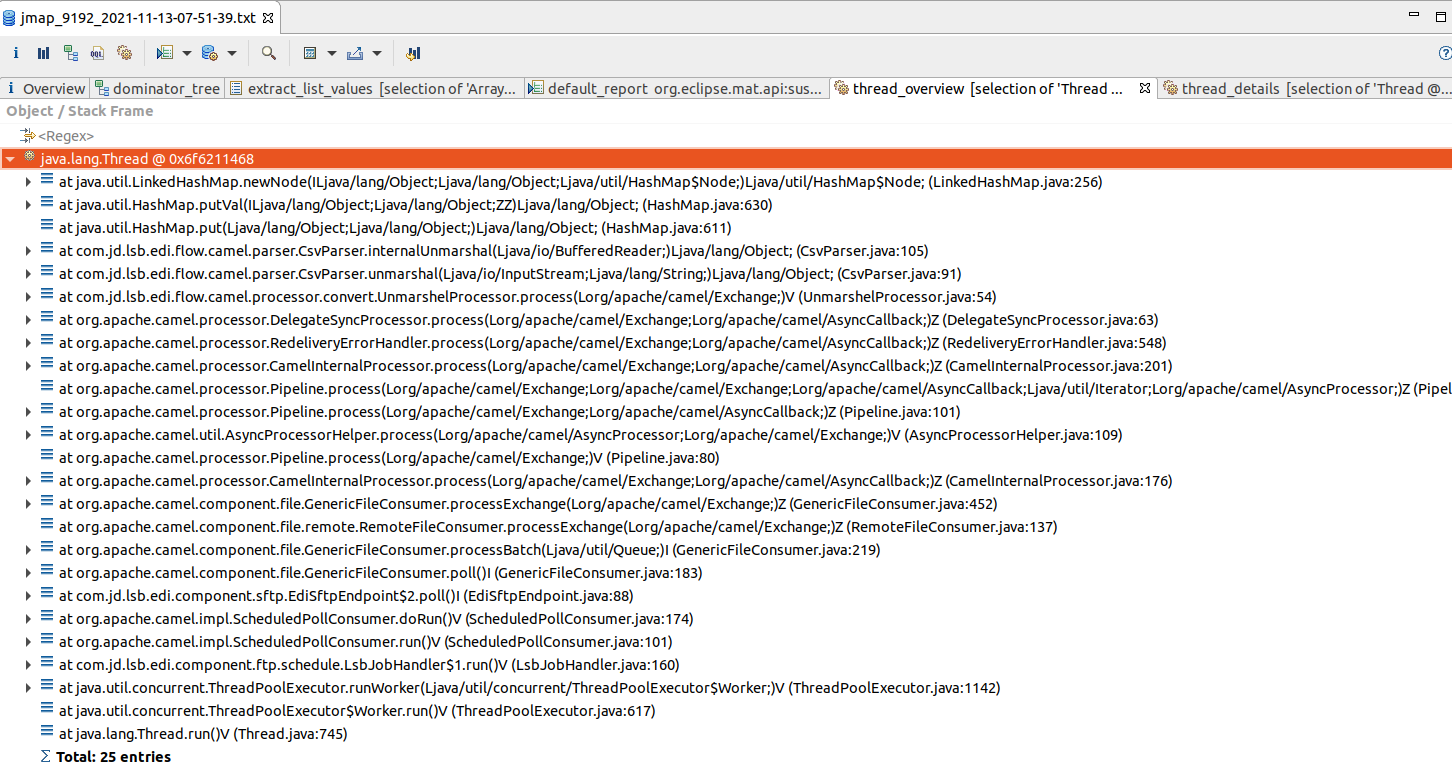 jmap_9192_2021-11-13-07-51-39.txt
Overview dominator_tree extract_list_values [selection of 'Array... default_report org.eclipse.mat.api:sus... thread_overview [selection of 'Thread ... thread_details [selection of 'Thread @...
Object / Stack Frame
<Regex>
java.lang.Thread @ 0x6f6211468
at java.util.LinkedHashMap.newNode(ILjava/lang/Object;Ljava/lang/Object;Ljava/util/HashMap$Node;)Ljava/util/HashMap$Node; (LinkedHashMap.java:256)
at java.util.HashMap.putVal(ILjava/lang/Object;Ljava/lang/Object;ZZ)Ljava/lang/Object; (HashMap.java:630)
at java.util.HashMap.put(Ljava/lang/Object;Ljava/lang/Object;)Ljava/lang/Object; (HashMap.java:611)
at com.jd.lsb.edi.flow.camel.parser.CsvParser.internalUnmarshal(Ljava/io/BufferedReader;)Ljava/lang/Object; (CsvParser.java:105)
at com.jd.lsb.edi.flow.camel.parser.CsvParser.unmarshal(Ljava/io/InputStream;Ljava/lang/String;)Ljava/lang/Object; (CsvParser.java:91)
at com.jd.lsb.edi.flow.camel.processor.convert.UnmarshelProcessor.process(Lorg/apache/camel/Exchange;)V (UnmarshelProcessor.java:54)
at org.apache.camel.processor.DelegateSyncProcessor.process(Lorg/apache/camel/Exchange;Lorg/apache/camel/AsyncCallback;)Z (DelegateSyncProcessor.java:63)
at org.apache.camel.processor.RedeliveryErrorHandler.process(Lorg/apache/camel/Exchange;Lorg/apache/camel/AsyncCallback;)Z (RedeliveryErrorHandler.java:548)
at org.apache.camel.processor.CamelInternalProcessor.process(Lorg/apache/camel/Exchange;Lorg/apache/camel/AsyncCallback;)Z (CamelInternalProcessor.java:201)
at org.apache.camel.processor.Pipeline.process(Lorg/apache/camel/Exchange;Lorg/apache/camel/Exchange;Lorg/apache/camel/AsyncCallback;Ljava/util/Iterator;Lorg/apache/camel/AsyncProcessor;)Z (Pipel
at org.apache.camel.processor.Pipeline.process(Lorg/apache/camel/Exchange;Lorg/apache/camel/AsyncCallback;)Z (Pipeline.java:101)
at org.apache.camel.util.AsyncProcessorHelper.process(Lorg/apache/camel/AsyncProcessor;Lorg/apache/camel/Exchange;)V (AsyncProcessorHelper.java:109)
at org.apache.camel.processor.Pipeline.process(Lorg/apache/camel/Exchange;)V (Pipeline.java:80)
at org.apache.camel.processor.CamelInternalProcessor.process(Lorg/apache/camel/Exchange;Lorg/apache/camel/AsyncCallback;)Z (CamelInternalProcessor.java:176)
at org.apache.camel.component.file.GenericFileConsumer.processExchange(Lorg/apache/camel/Exchange;)Z (GenericFileConsumer.java:452)
at org.apache.camel.component.file.remote.RemoteFileConsumer.processExchange(Lorg/apache/camel/Exchange;)Z (RemoteFileConsumer.java:137)
at org.apache.camel.component.file.GenericFileConsumer.processBatch(Ljava/util/Queue;)I (GenericFileConsumer.java:219)
at org.apache.camel.component.file.GenericFileConsumer.poll()I (GenericFileConsumer.java:183)
at com.jd.lsb.edi.component.sftp.EdiSftpEndpoint$2.poll()I (EdiSftpEndpoint.java:88)
at org.apache.camel.impl.ScheduledPollConsumer.doRun()V (ScheduledPollConsumer.java:174)
at org.apache.camel.impl.ScheduledPollConsumer.run()V (ScheduledPollConsumer.java:101)
at com.jd.lsb.edi.component.ftp.schedule.LsbJobHandler$1.run()V (LsbJobHandler.java:160)
at java.util.concurrent.ThreadPoolExecutor.runWorker(Ljava/util/concurrent/ThreadPoolExecutor$Worker;)V (ThreadPoolExecutor.java:1142)
at java.util.concurrent.ThreadPoolExecutor$Worker.run()V (ThreadPoolExecutor.java:617)
at java.lang.Thread.run()V (Thread.java:745)
Σ Total: 25 entries